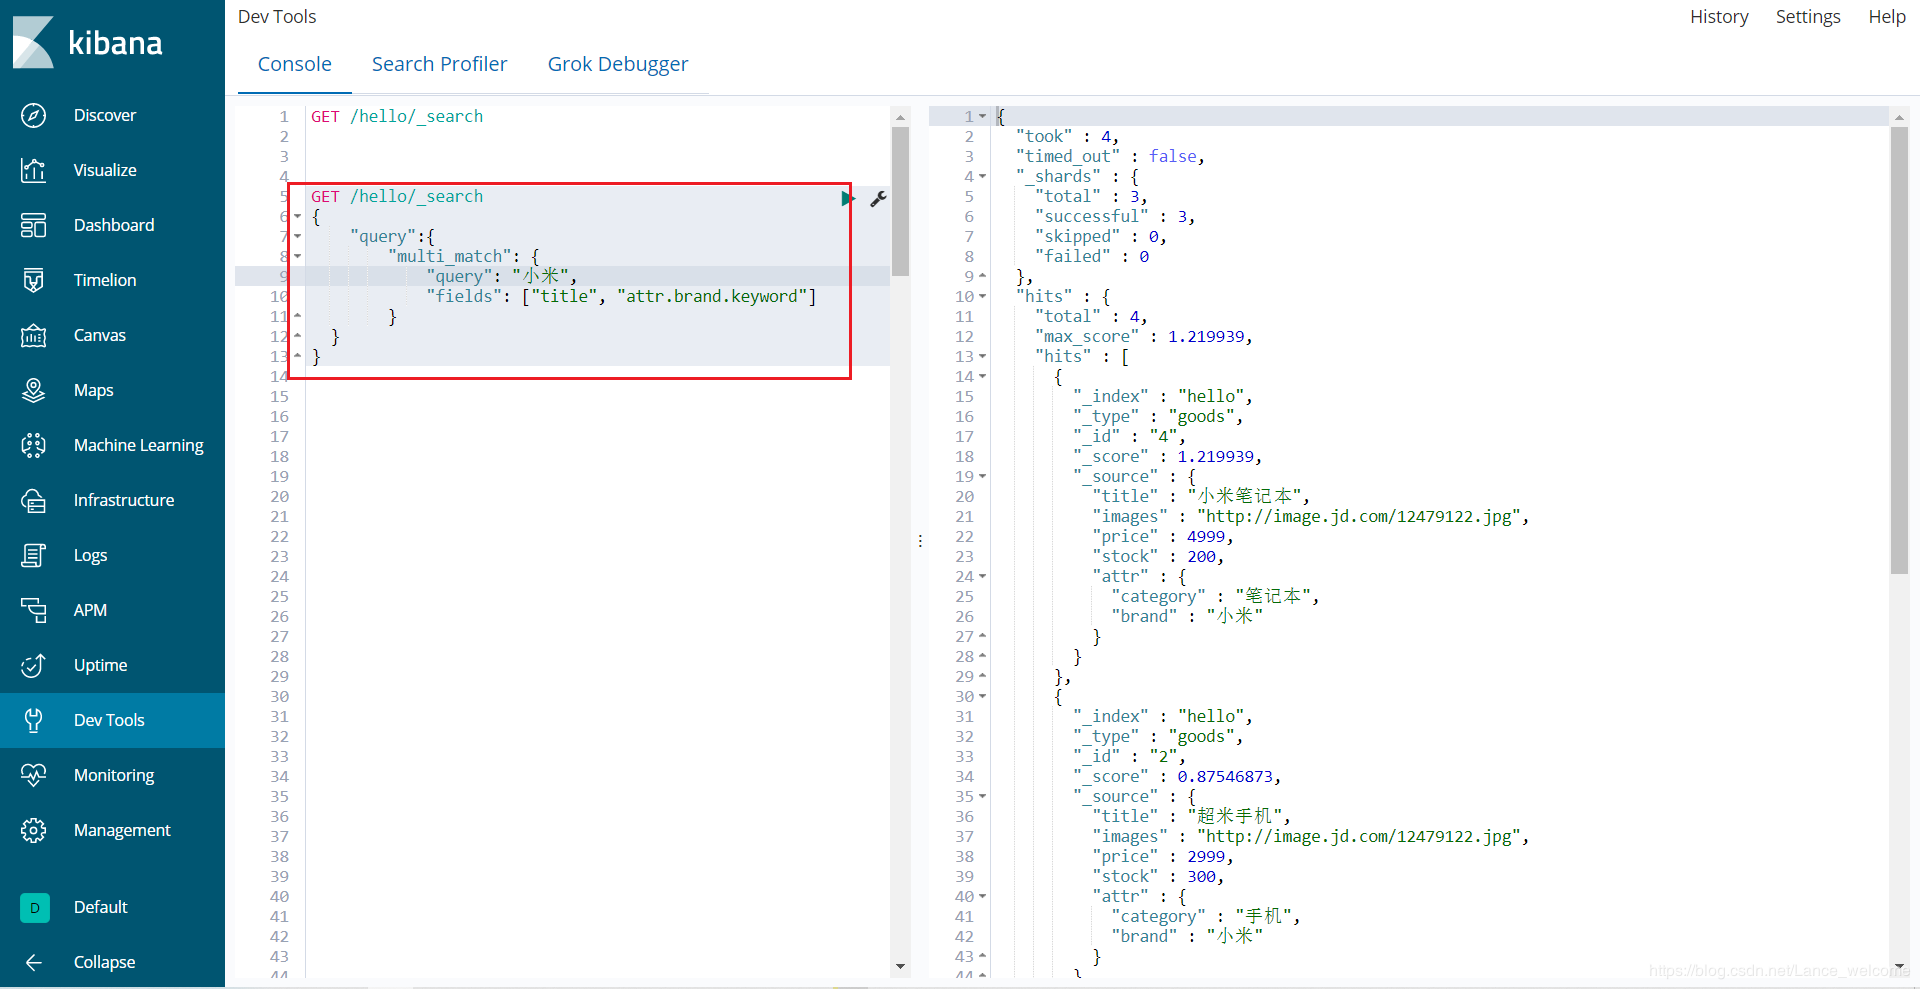 kibana
Discover
Visualize
Dashboard
Timelion
Canvas
Maps
Machine Learning
Infrastructure
Logs
APM
Uptime
Dev Tools
Monitoring
Management
D Default
Collapse
Dev Tools
History Settings Help
Console Search Profiler Grok Debugger
1 GET /hello/_search
2
3
4
5 GET /hello/_search
6 {
7 "query":{
8 "multi_match": {
9 "query": "小米",
10 "fields": ["title", "attr.brand.keyword"]
11 }
12 }
13 }
14
15
16
17
18
19
20
21
22
23
24
25
26
27
28
29
30
31
32
33
34
35
36
37
38
39
40
41
42
43
44
1 {
2 "took" : 4,
3 "timed_out" : false,
4 "_shards" : {
5 "total" : 3,
6 "successful" : 3,
7 "skipped" : 0,
8 "failed" : 0
9 },
10 "hits" : {
11 "total" : 4,
12 "max_score" : 1.219939,
13 "hits" : [
14 {
15 "_index" : "hello",
16 "_type" : "goods",
17 "_id" : "4",
18 "_score" : 1.219939,
19 "_source" : {
20 "title" : "小米笔记本",
21 "images" : "http://image.jd.com/12479122.jpg",
22 "price" : 4999,
23 "stock" : 200,
24 "attr" : {
25 "category" : "笔记本",
26 "brand" : "小米"
27 }
28 }
29 },
30 {
31 "_index" : "hello",
32 "_type" : "goods",
33 "_id" : "2",
34 "_score" : 0.87546873,
35 "_source" : {
36 "title" : "超米手机",
37 "images" : "http://image.jd.com/12479122.jpg",
38 "price" : 2999,
39 "stock" : 300,
40 "attr" : {
41 "category" : "手机",
42 "brand" : "小米"
43 }
44 }
https://blog.csdn.net/Lance_welcome